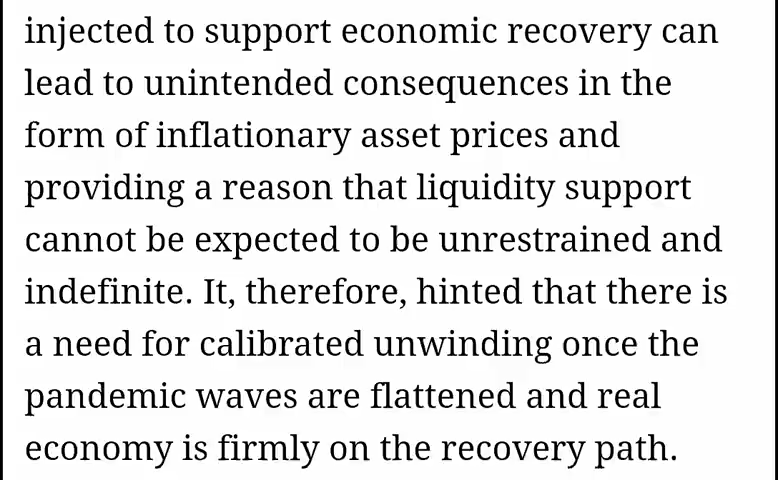 injected to support economic recovery can
lead to unintended consequences in the
form of inflationary asset prices and
providing a reason that liquidity support
cannot be expected to be unrestrained and
indefinite. It, therefore, hinted that there is
a need for calibrated unwinding once the
pandemic waves are flattened and real
economy is firmly on the recovery path.